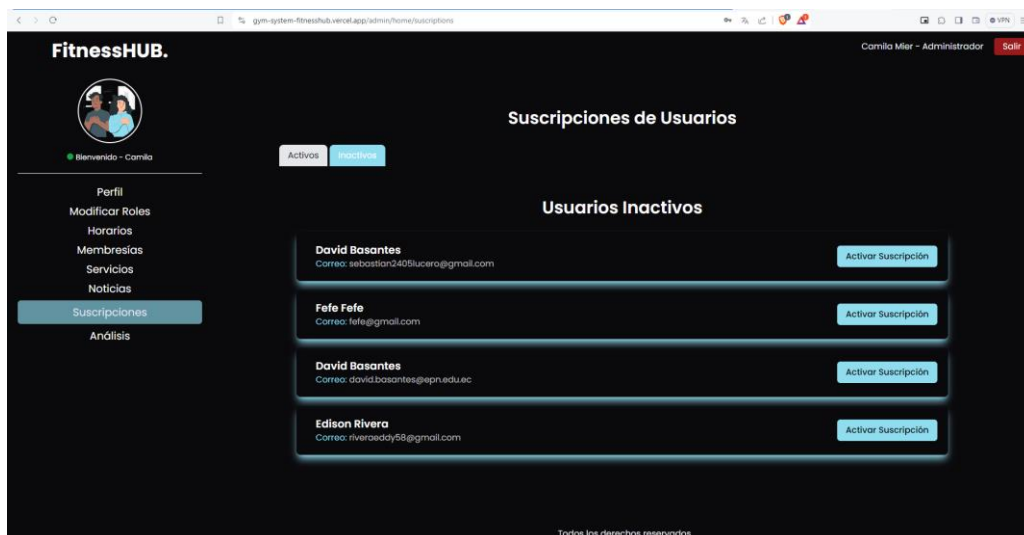 gym-system-fitnesshub.vercel.app/admin/home/suscriptions
VPN
FitnessHUB.
Camila Mier - Administrador
Salir
Bienvenido - Camila
Perfil
Modificar Roles
Horarios
Membresías
Servicios
Noticias
Suscripciones
Análisis
Suscripciones de Usuarios
Activos
Inactivos
Usuarios Inactivos
David Basantes
Correo: sebastian2405lucero@gmail.com
Activar Suscripción
Fefe Fefe
Correo: fefe@gmail.com
Activar Suscripción
David Basantes
Correo: david.basantes@epn.edu.ec
Activar Suscripción
Edison Rivera
Correo: riveraeddy58@gmail.com
Activar Suscripción
Todos los derechos reservados